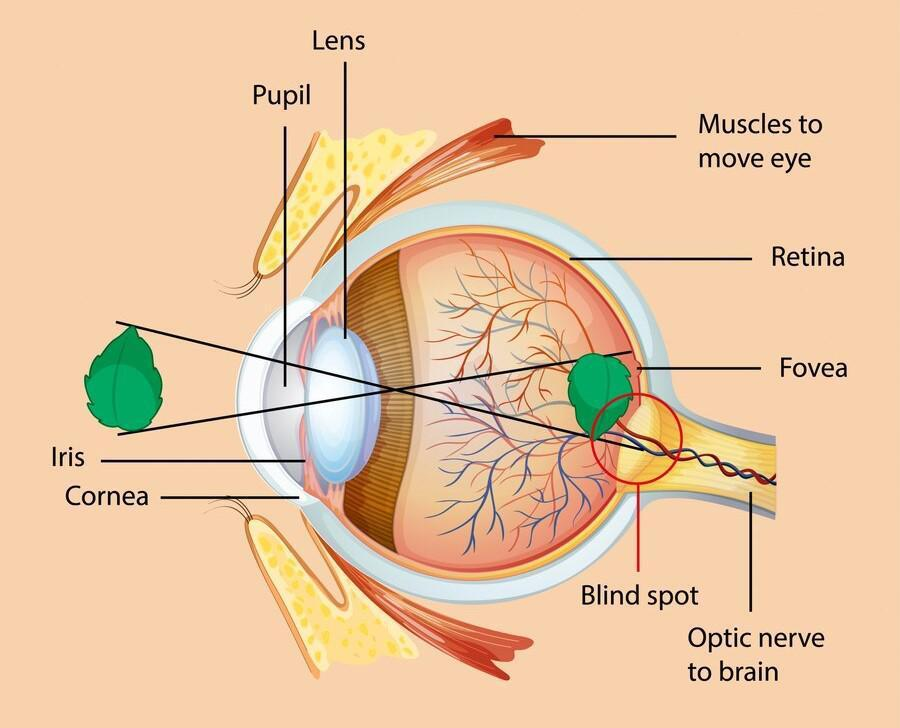 Lens
Pupil
Muscles to
move eye
Retina
Fovea
Iris
Cornea
Blind spot
Optic nerve
to brain